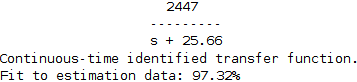 2447
---------
s + 25.66
Continuous-time identified transfer function.
Fit to estimation data: 97.32%